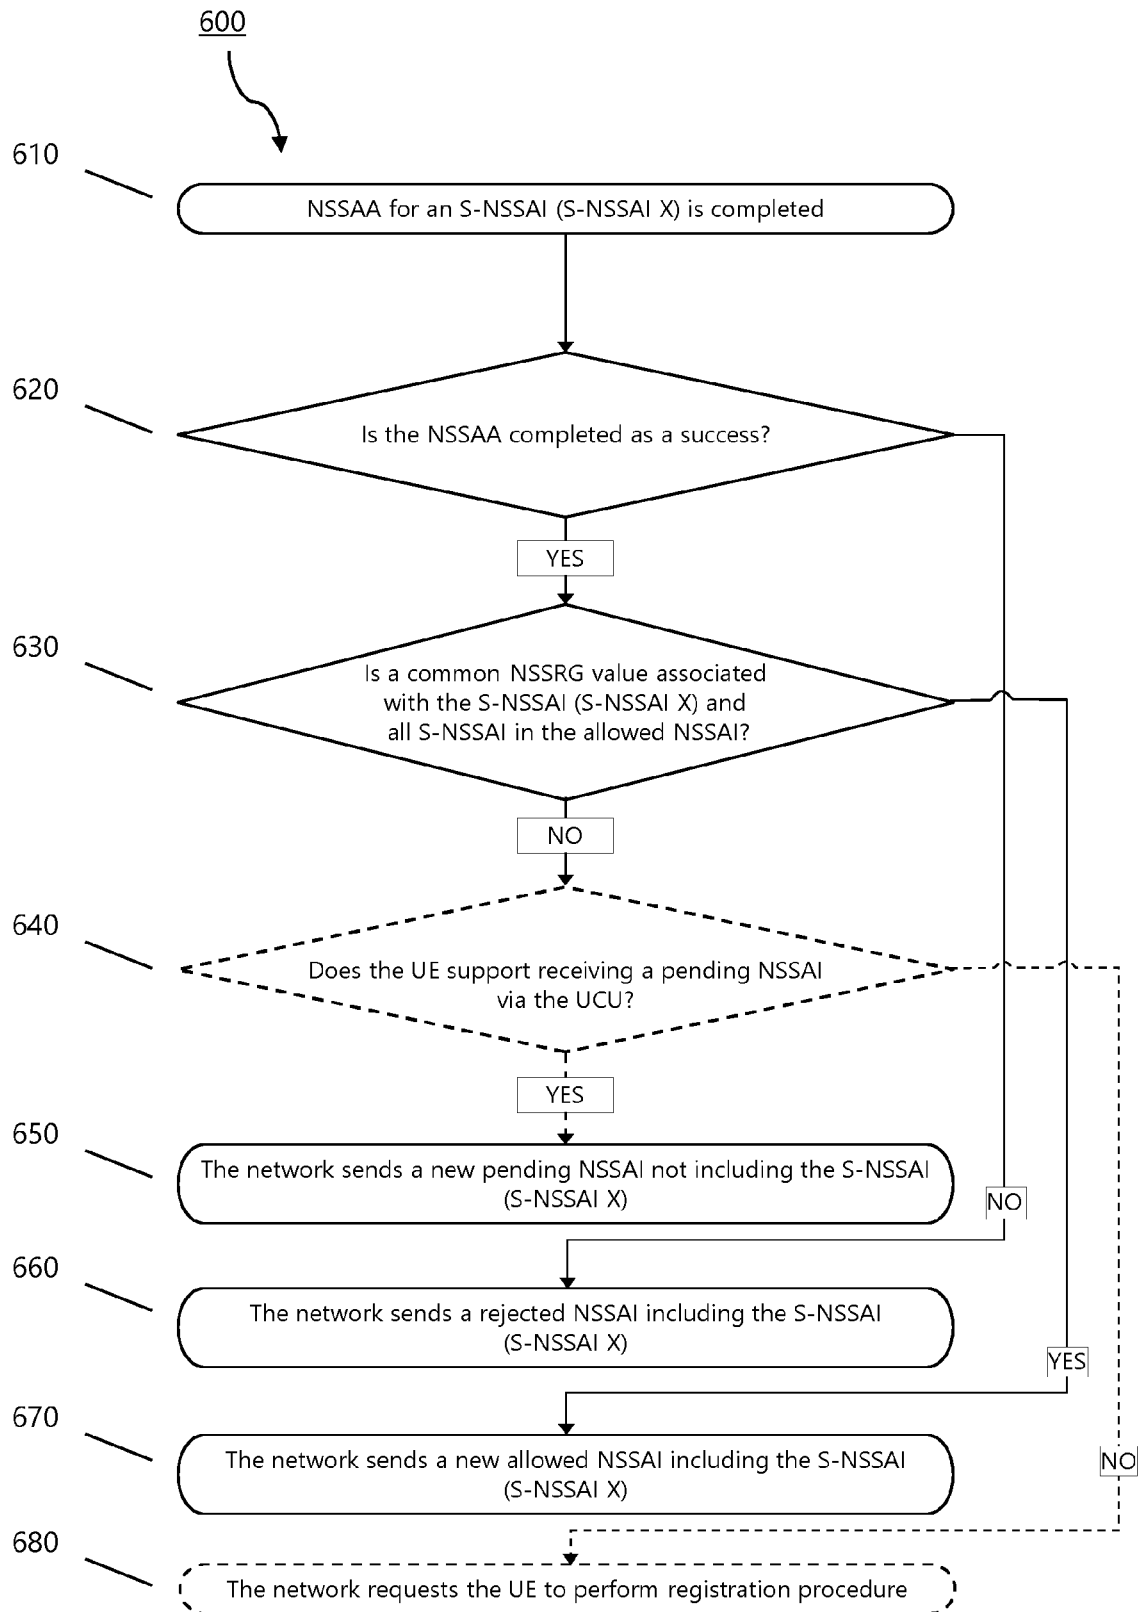 600
610
NSSAA for an S-NSSAI (S-NSSAI X) is completed
620
Is the NSSAA completed as a success?
YES
630
Is a common NSSRG value associated
with the S-NSSAI (S-NSSAI X) and
all S-NSSAI in the allowed NSSAI?
NO
640
Does the UE support receiving a pending NSSAI
via the UCU?
YES
650
The network sends a new pending NSSAI not including the S-NSSAI
(S-NSSAI X)
NO
660
The network sends a rejected NSSAI including the S-NSSAI
(S-NSSAI X)
YES
670
The network sends a new allowed NSSAI including the S-NSSAI
(S-NSSAI X)
NO
680
The network requests the UE to perform registration procedure